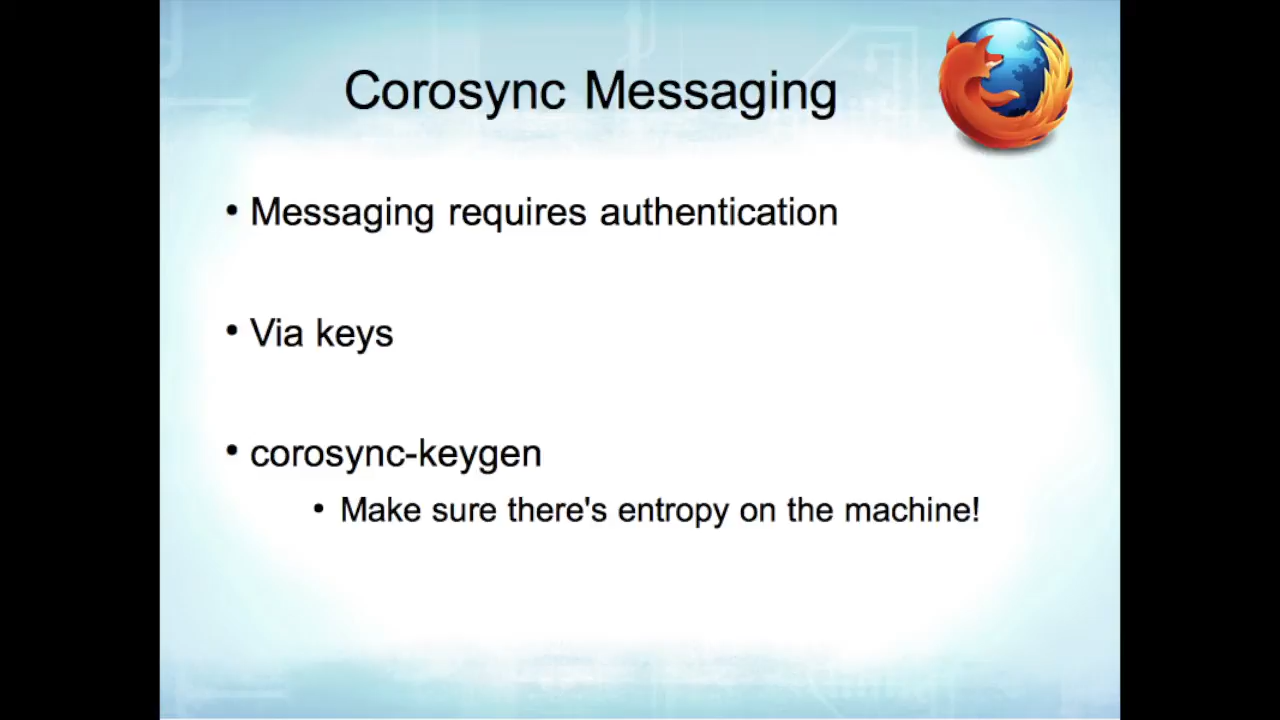 Corosync Messaging
• Messaging requires authentication
• Via keys
• corosync-keygen
• Make sure there's entropy on the machine!